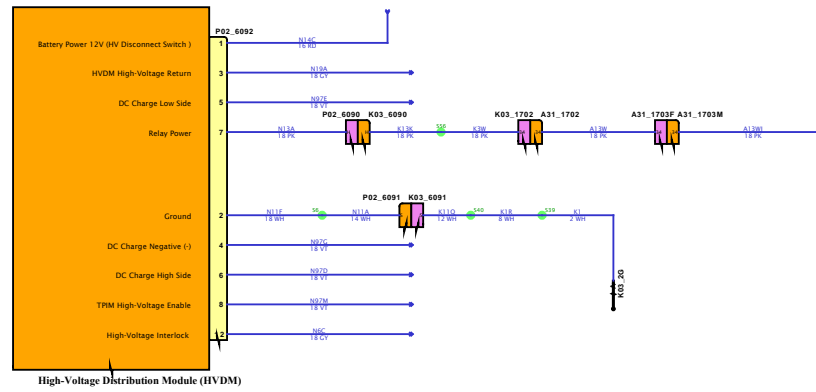 P02_6092
Battery Power 12V (HV Disconnect Switch )
1
N14C
16 RD
HVDM High-Voltage Return
3
N19A
18 GY
DC Charge Low Side
5
N97E
18 VT
P02_6090 K03_6090
K03_1702 A31_1702
A31_1703F A31_1703M
Relay Power
7
N13A
18 PK
K13K
18 PK
S38
K3W
18 PK
A13W
18 PK
A13WI
18 PK
P02_6091 K03_6091
Ground
2
N11F
18 WH
S6
N11A
14 WH
K11Q
12 WH
S40
K1R
8 WH
S39
K1
2 WH
DC Charge Negative (-)
4
N97G
18 VT
DC Charge High Side
6
N97D
18 VT
K03_2G
TPIM High-Voltage Enable
8
N97M
18 VT
High-Voltage Interlock
2
N6C
18 GY
High-Voltage Distribution Module (HVDM)